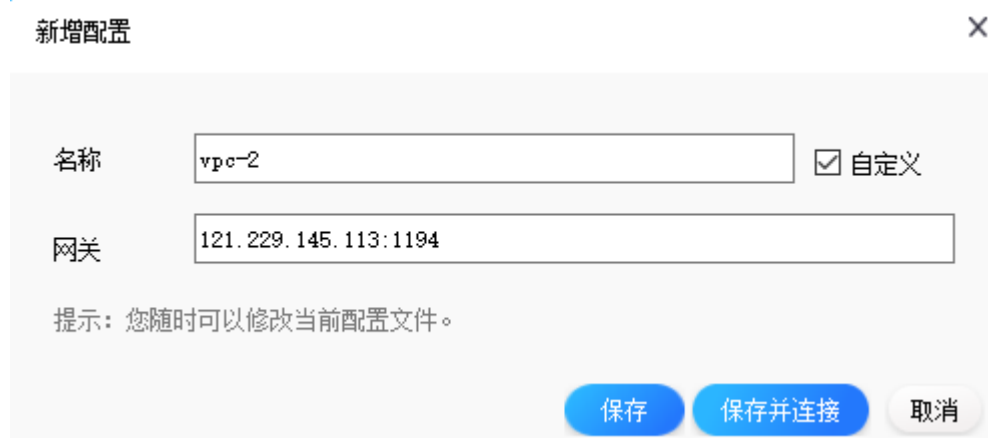 新增配置
名称 vpc-2 自定义
网关 121.229.145.113:1194
提示：您随时可以修改当前配置文件。
保存 保存并连接 取消